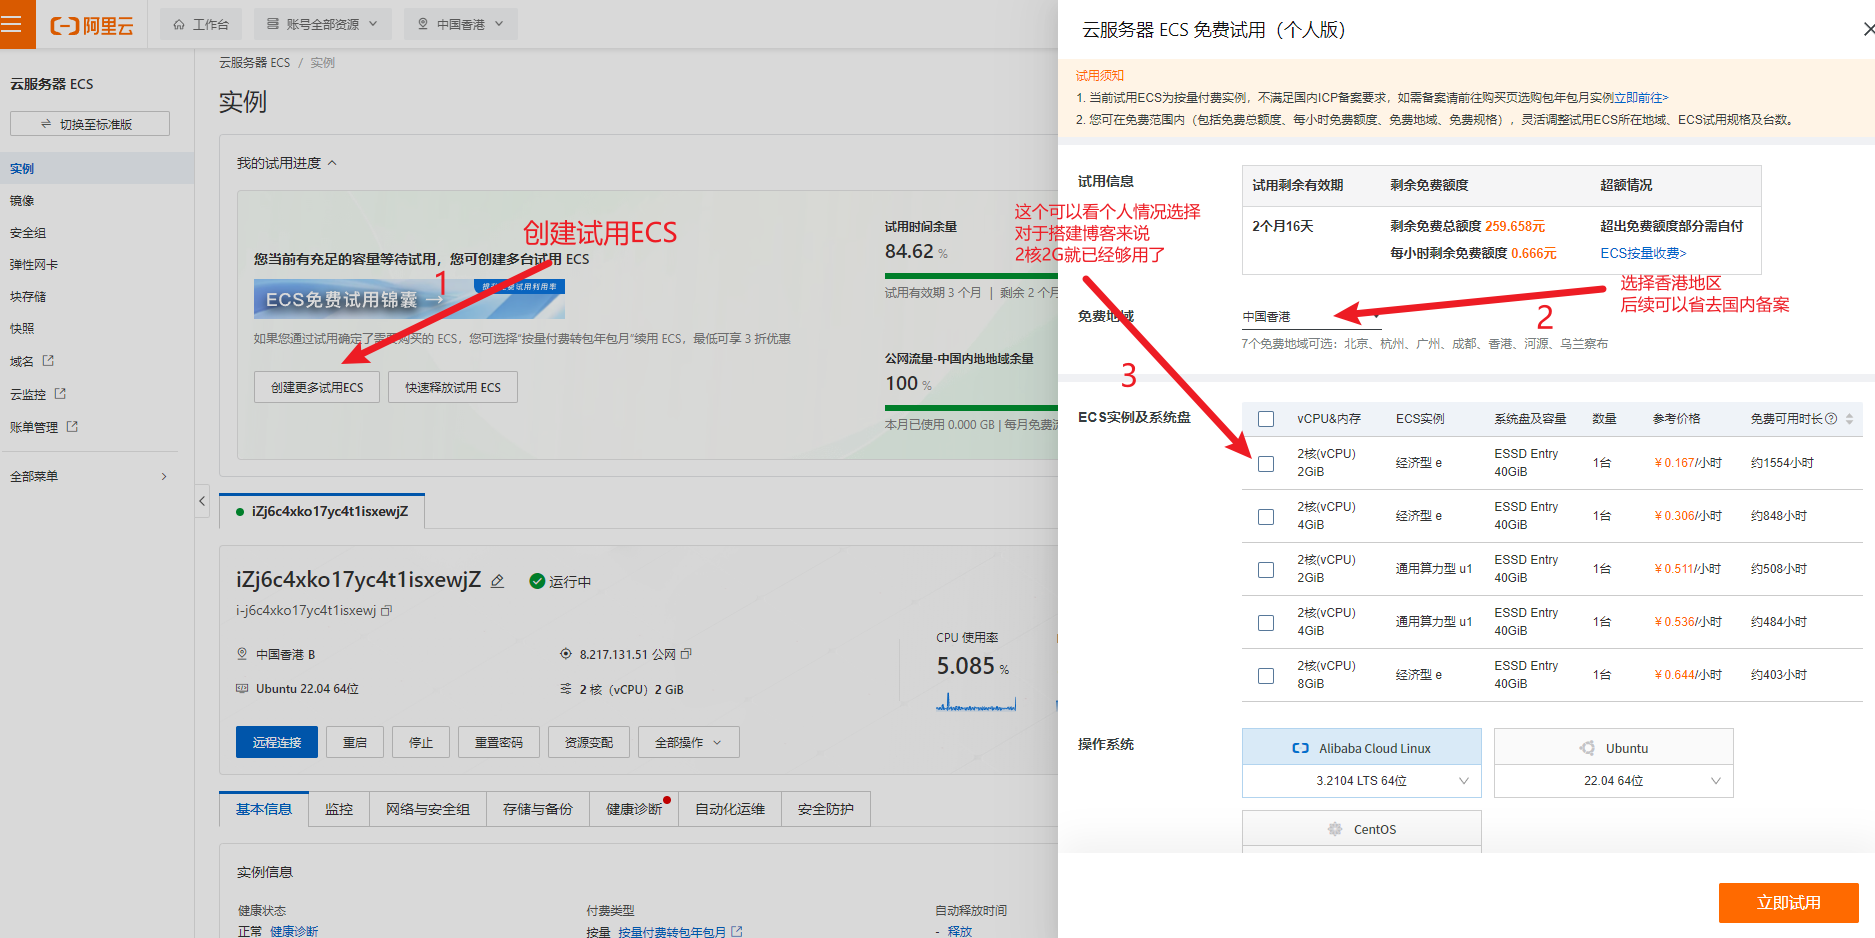 阿里云
工作台
账号全部资源
中国香港
云服务器 ECS
切换至标准版
实例
镜像
安全组
弹性网卡
块存储
快照
域名
云监控
账单管理
全部菜单
云服务器 ECS / 实例
实例
我的试用进度
创建试用ECS
1
您当前有充足的容量等待试用，您可创建多台试用 ECS
ECS免费试用锦囊 →
如果您通过试用确定了需要购买的 ECS，您可选择“按量付费转包年包月”续用 ECS，最低可享 3 折优惠
创建更多试用ECS
快速释放试用 ECS
试用时间余量
84.62 %
试用有效期 3 个月 | 剩余 2 个月
公网流量-中国内地地域余量
100 %
本月已使用 0.000 GB | 每月免费
iZj6c4xko17yc4t1isxewjZ
iZj6c4xko17yc4t1isxewjZ
运行中
i-j6c4xko17yc4t1isxewj
中国香港 B
8.217.131.51 公网
Ubuntu 22.04 64位
2 核（vCPU）2 GiB
CPU 使用率
5.085 %
远程连接
重启
停止
重置密码
资源变配
全部操作
基本信息
监控
网络与安全组
存储与备份
健康诊断
自动化运维
安全防护
实例信息
健康状态
正常 健康诊断
付费类型
按量 按量付费转包年包月
自动释放时间
- 释放
云服务器 ECS 免费试用（个人版）
试用须知
1. 当前试用ECS为按量付费实例，不满足国内ICP备案要求，如需备案请前往购买页选购包年包月实例立即前往>
2. 您可在免费范围内（包括免费总额度、每小时免费额度、免费地域、免费规格），灵活调整试用ECS所在地域、ECS试用规格及台数。
试用信息
试用剩余有效期 剩余免费额度 超额情况
2个月16天 剩余免费总额度 259.658元 超出免费额度部分需自付
每小时剩余免费额度 0.666元 ECS按量收费>
这个可以看个人情况选择
对于搭建博客来说
2核2G就已经够用了
选择香港地区
后续可以省去国内备案
2
3
免费地域
中国香港
7个免费地域可选：北京、杭州、广州、成都、香港、河源、乌兰察布
ECS实例及系统盘
vCPU&内存 ECS实例 系统盘及容量 数量 参考价格 免费可用时长
2核(vCPU) 2GiB 经济型 e ESSD Entry 40GiB 1台 ¥0.167/小时 约1554小时
2核(vCPU) 4GiB 经济型 e ESSD Entry 40GiB 1台 ¥0.306/小时 约848小时
2核(vCPU) 2GiB 通用算力型 u1 ESSD Entry 40GiB 1台 ¥0.511/小时 约508小时
2核(vCPU) 4GiB 通用算力型 u1 ESSD Entry 40GiB 1台 ¥0.536/小时 约484小时
2核(vCPU) 8GiB 经济型 e ESSD Entry 40GiB 1台 ¥0.644/小时 约403小时
操作系统
Alibaba Cloud Linux
3.2104 LTS 64位
Ubuntu
22.04 64位
CentOS
立即试用